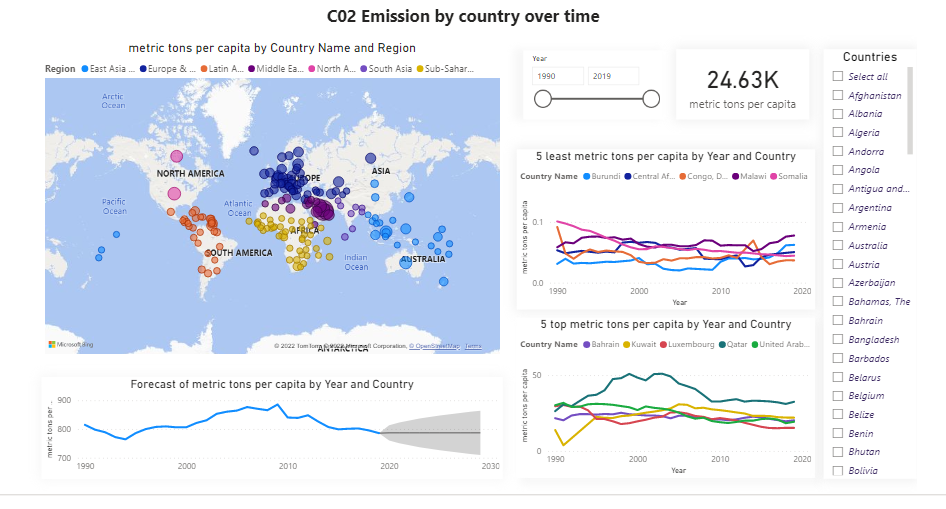 C02 Emission by country over time
metric tons per capita by Country Name and Region
Region East Asia ... Europe & ... Latin A... Middle Ea... North A... South Asia Sub-Sahar...
Arctic
Ocean
NORTH AMERICA
ASIA
Pacific
Ocean
Atlantic
Ocean
AFRICA
SOUTH AMERICA
Indian
Ocean
AUSTRALIA
Microsoft Bing
© 2022 TomTom, © 2022 Microsoft Corporation, © OpenStreetMap Terms
ANTARCTICA
Forecast of metric tons per capita by Year and Country
metric tons per ...
900
800
700
1990
2000
2010
2020
2030
Year
1990
2019
24.63K
metric tons per capita
5 least metric tons per capita by Year and Country
Country Name Burundi Central Af... Congo, D... Malawi Somalia
metric tons per capita
0.1
0.0
1990
2000
2010
2020
Year
5 top metric tons per capita by Year and Country
Country Name Bahrain Kuwait Luxembourg Qatar United Arab...
metric tons per capita
50
0
1990
2000
2010
2020
Year
Countries
Select all
Afghanistan
Albania
Algeria
Andorra
Angola
Antigua and...
Argentina
Armenia
Australia
Austria
Azerbaijan
Bahamas, The
Bahrain
Bangladesh
Barbados
Belarus
Belgium
Belize
Benin
Bhutan
Bolivia